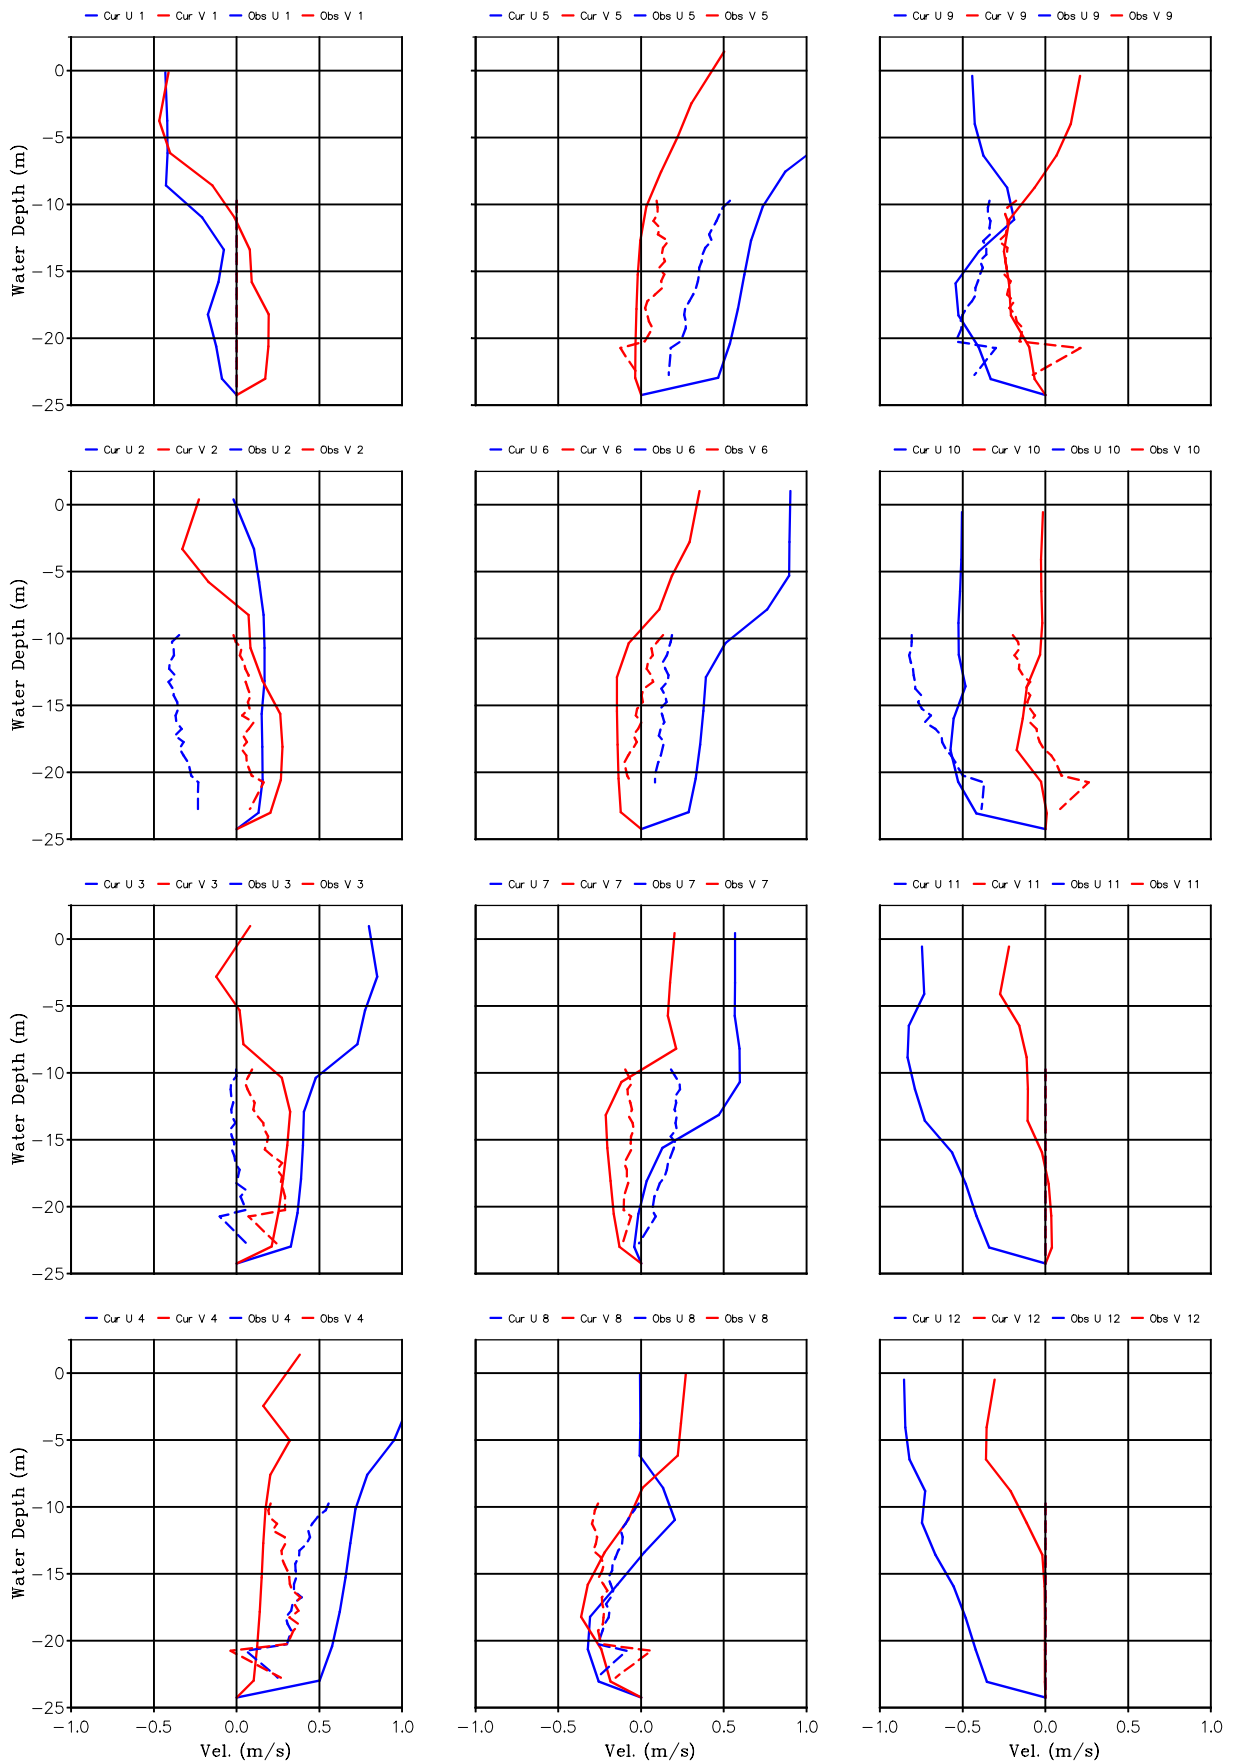 Cur U 1 Cur V 1 Obs U 1 Obs V 1
Cur U 5 Cur V 5 Obs U 5 Obs V 5
Cur U 9 Cur V 9 Obs U 9 Obs V 9
0
−5
−10
−15
−20
−25
Water Depth (m)
Cur U 2 Cur V 2 Obs U 2 Obs V 2
Cur U 6 Cur V 6 Obs U 6 Obs V 6
Cur U 10 Cur V 10 Obs U 10 Obs V 10
0
−5
−10
−15
−20
−25
Water Depth (m)
Cur U 3 Cur V 3 Obs U 3 Obs V 3
Cur U 7 Cur V 7 Obs U 7 Obs V 7
Cur U 11 Cur V 11 Obs U 11 Obs V 11
0
−5
−10
−15
−20
−25
Water Depth (m)
Cur U 4 Cur V 4 Obs U 4 Obs V 4
Cur U 8 Cur V 8 Obs U 8 Obs V 8
Cur U 12 Cur V 12 Obs U 12 Obs V 12
0
−5
−10
−15
−20
−25
Water Depth (m)
−1.0 −0.5 0.0 0.5 1.0
−1.0 −0.5 0.0 0.5 1.0
−1.0 −0.5 0.0 0.5 1.0
Vel. (m/s)
Vel. (m/s)
Vel. (m/s)